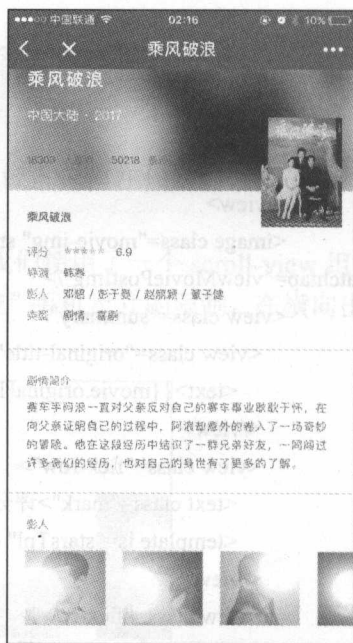 中国联通 02:16 10%
乘风破浪
乘风破浪
中国大陆 · 2017
50218
乘风破浪
评分 ***** 6.9
导演 韩寒
影人 邓超 / 彭于晏 / 赵丽颖 / 董子健
类型 剧情、喜剧
剧情简介
赛车手阿浪一直对父亲反对自己的赛车事业耿耿于怀，在
向父亲证明自己的过程中，阿浪却意外的卷入了一场奇妙
的冒险。他在这段经历中结识了一群兄弟好友，一同闯过
许多奇幻的经历，也对自己的身世有了更多的了解。
影人